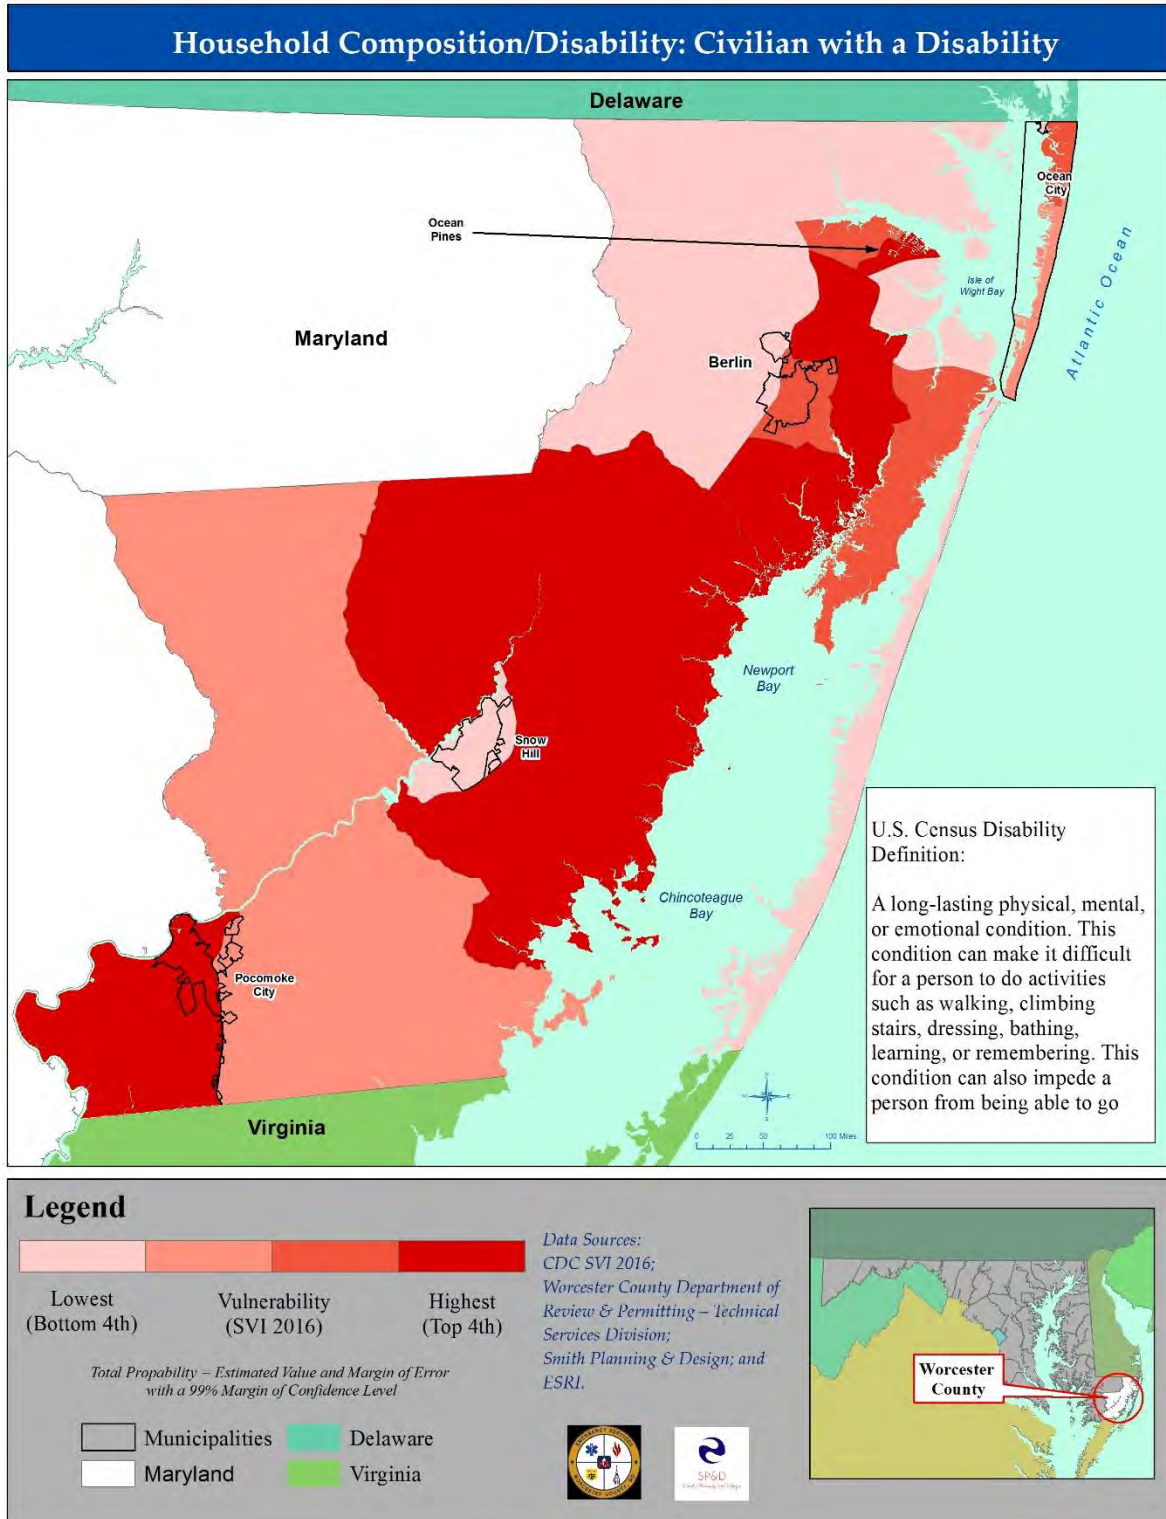 Household Composition/Disability: Civilian with a Disability
Delaware
Ocean
City
Ocean
Pines
Isle of
Wight Bay
Atlantic Ocean
Maryland
Berlin
Newport
Bay
Snow
Hill
Chincoteague
Bay
Pocomoke
City
Virginia
U.S. Census Disability
Definition:
A long-lasting physical, mental,
or emotional condition. This
condition can make it difficult
for a person to do activities
such as walking, climbing
stairs, dressing, bathing,
learning, or remembering. This
condition can also impede a
person from being able to go
N
W E
S
0 25 50 100 Miles
Legend
Lowest
(Bottom 4th)
Vulnerability
(SVI 2016)
Highest
(Top 4th)
Total Propability – Estimated Value and Margin of Error
with a 99% Margin of Confidence Level
Municipalities
Delaware
Maryland
Virginia
Data Sources:
CDC SVI 2016;
Worcester County Department of
Review & Permitting – Technical
Services Division;
Smith Planning & Design; and
ESRI.
EMERGENCY SERVICES
WORCESTER COUNTY, MD
SP&D
Worcester
County